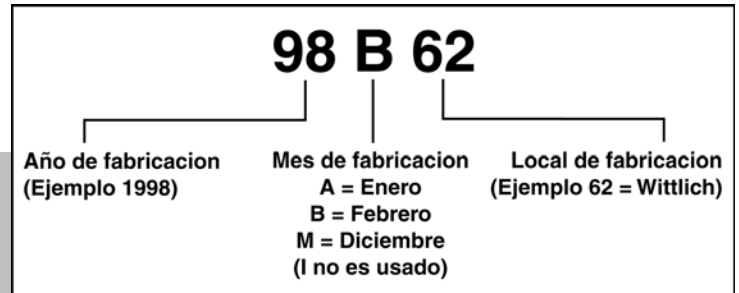 98 B 62
Año de fabricacion
(Ejemplo 1998)
Mes de fabricacion
A = Enero
B = Febrero
M = Diciembre
(I no es usado)
Local de fabricacion
(Ejemplo 62 = Wittlich)